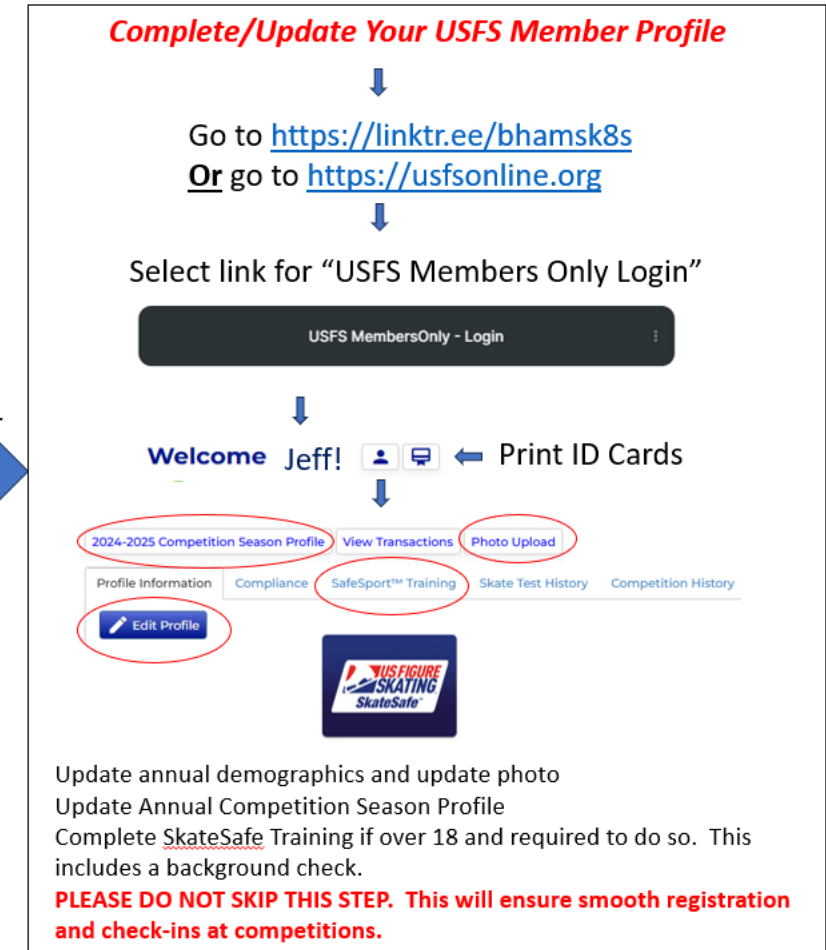 Complete/Update Your USFS Member Profile
Go to https://linktr.ee/bhamsk8s
Or go to https://usfsonline.org
Select link for “USFS Members Only Login”
USFS MembersOnly - Login
Welcome Jeff! Print ID Cards
2024-2025 Competition Season Profile View Transactions Photo Upload
Profile Information Compliance SafeSport™ Training Skate Test History Competition History
Edit Profile
US FIGURE
SKATING
SkateSafe
Update annual demographics and update photo
Update Annual Competition Season Profile
Complete SkateSafe Training if over 18 and required to do so. This
includes a background check.
PLEASE DO NOT SKIP THIS STEP. This will ensure smooth registration
and check-ins at competitions.